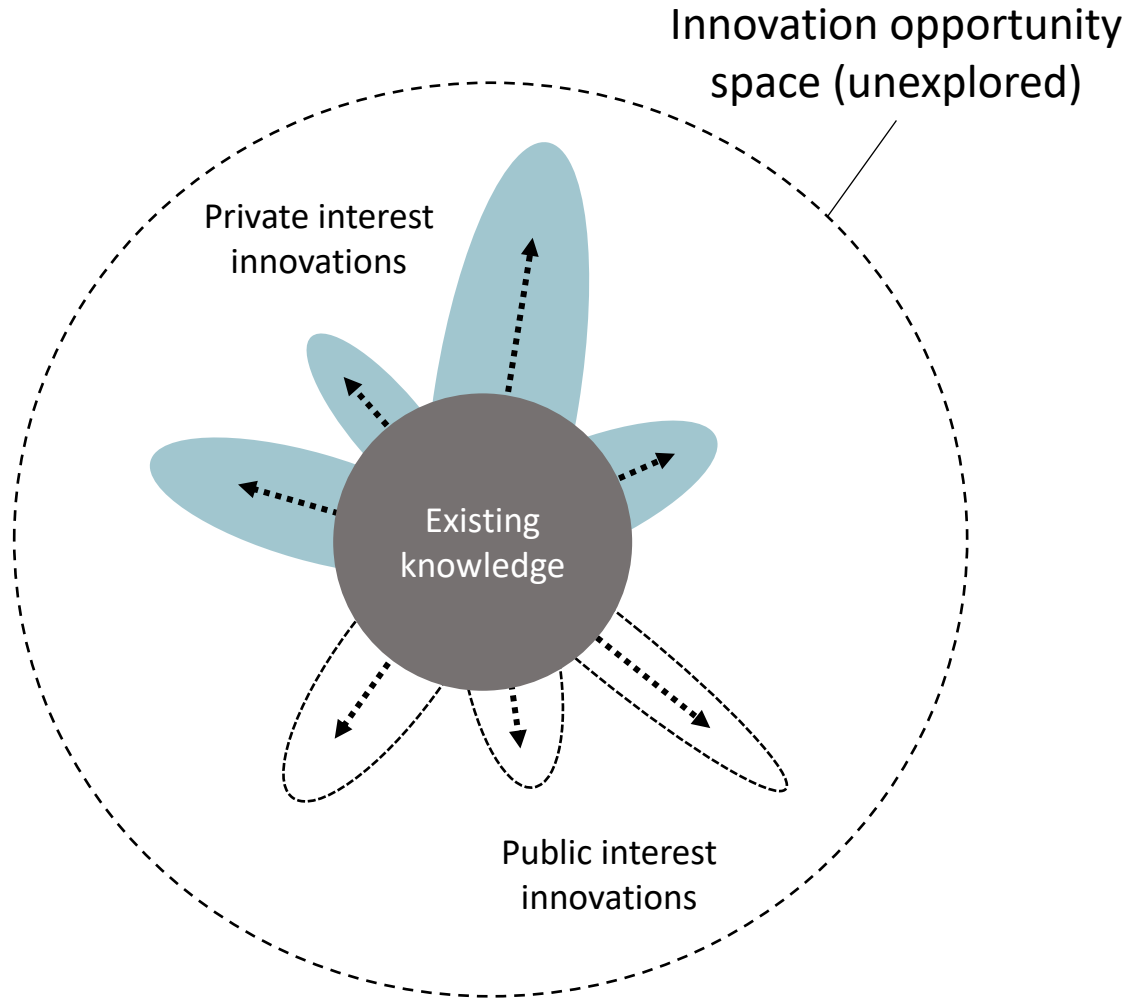 Innovation opportunity
space (unexplored)
Private interest
innovations
Existing
knowledge
Public interest
innovations